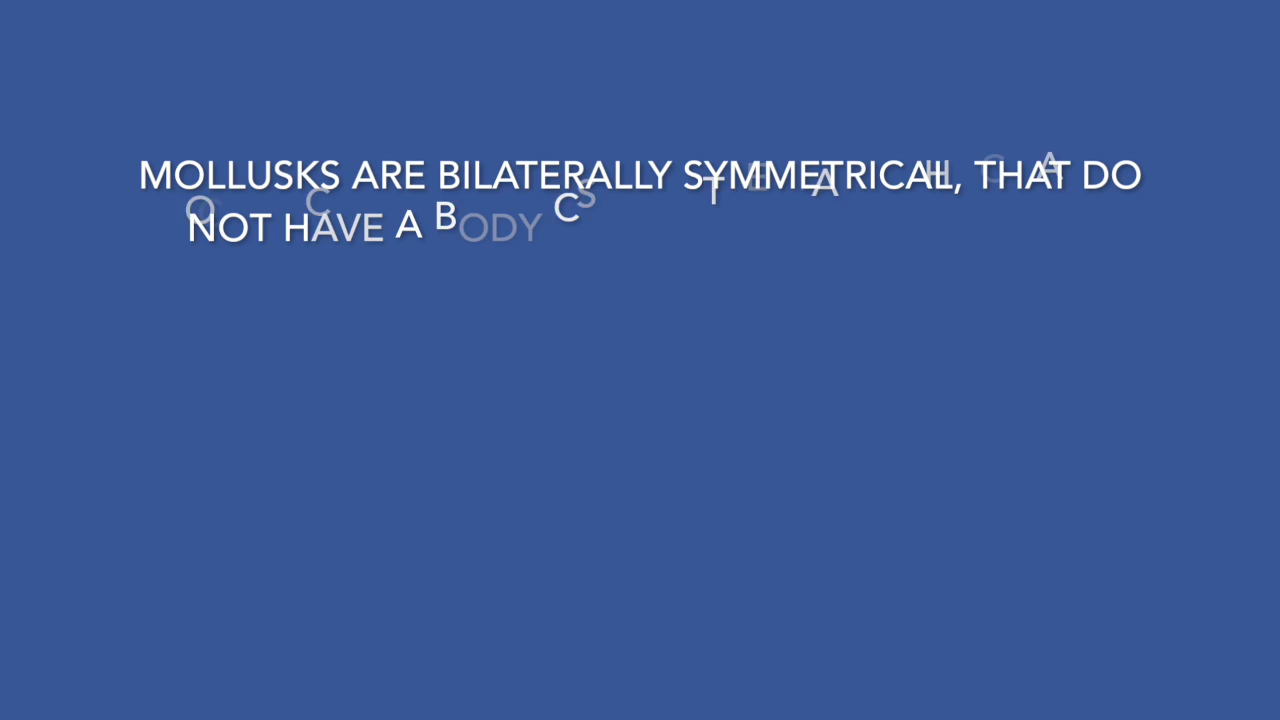 MOLLUSKS ARE BILATERALLY SYMMETRICAL, THAT DO
NOT HAVE A BODY